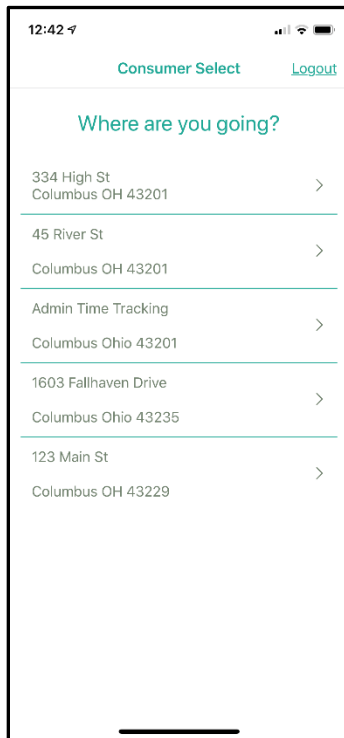 12:42
Consumer Select
Logout
Where are you going?
334 High St
Columbus OH 43201
45 River St
Columbus OH 43201
Admin Time Tracking
Columbus Ohio 43201
1603 Fallhaven Drive
Columbus Ohio 43235
123 Main St
Columbus OH 43229